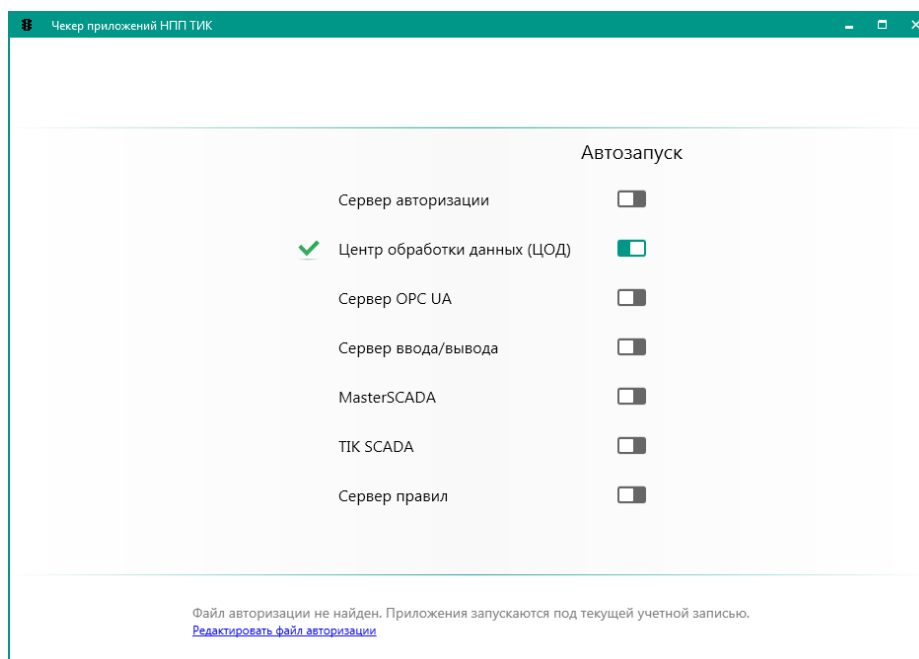 Чекер приложений НПП ТИК
Автозапуск
Сервер авторизации
Центр обработки данных (ЦОД)
Сервер OPC UA
Сервер ввода/вывода
MasterSCADA
TIK SCADA
Сервер правил
Файл авторизации не найден. Приложения запускаются под текущей учетной записью.
Редактировать файл авторизации